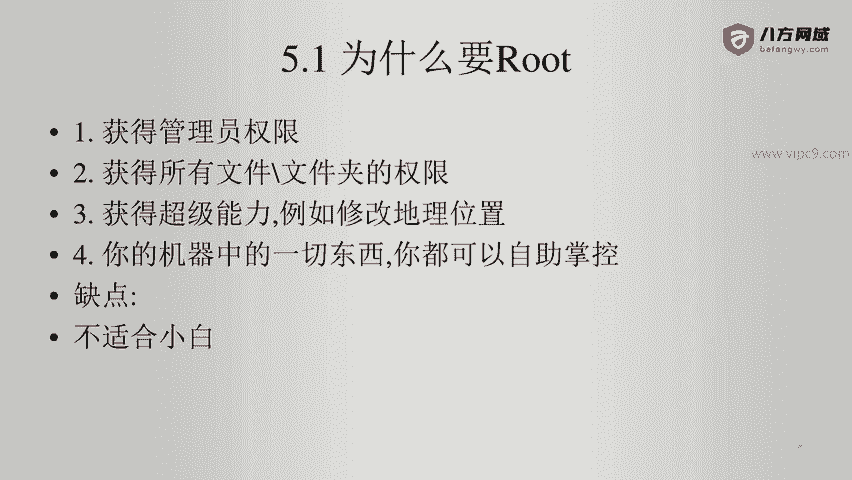 八方网域
bafangwy.com
5.1 为什么要Root
www.vipc9.com
• 1. 获得管理员权限
• 2. 获得所有文件\文件夹的权限
• 3. 获得超级能力,例如修改地理位置
• 4. 你的机器中的一切东西,你都可以自助掌控
• 缺点:
• 不适合小白